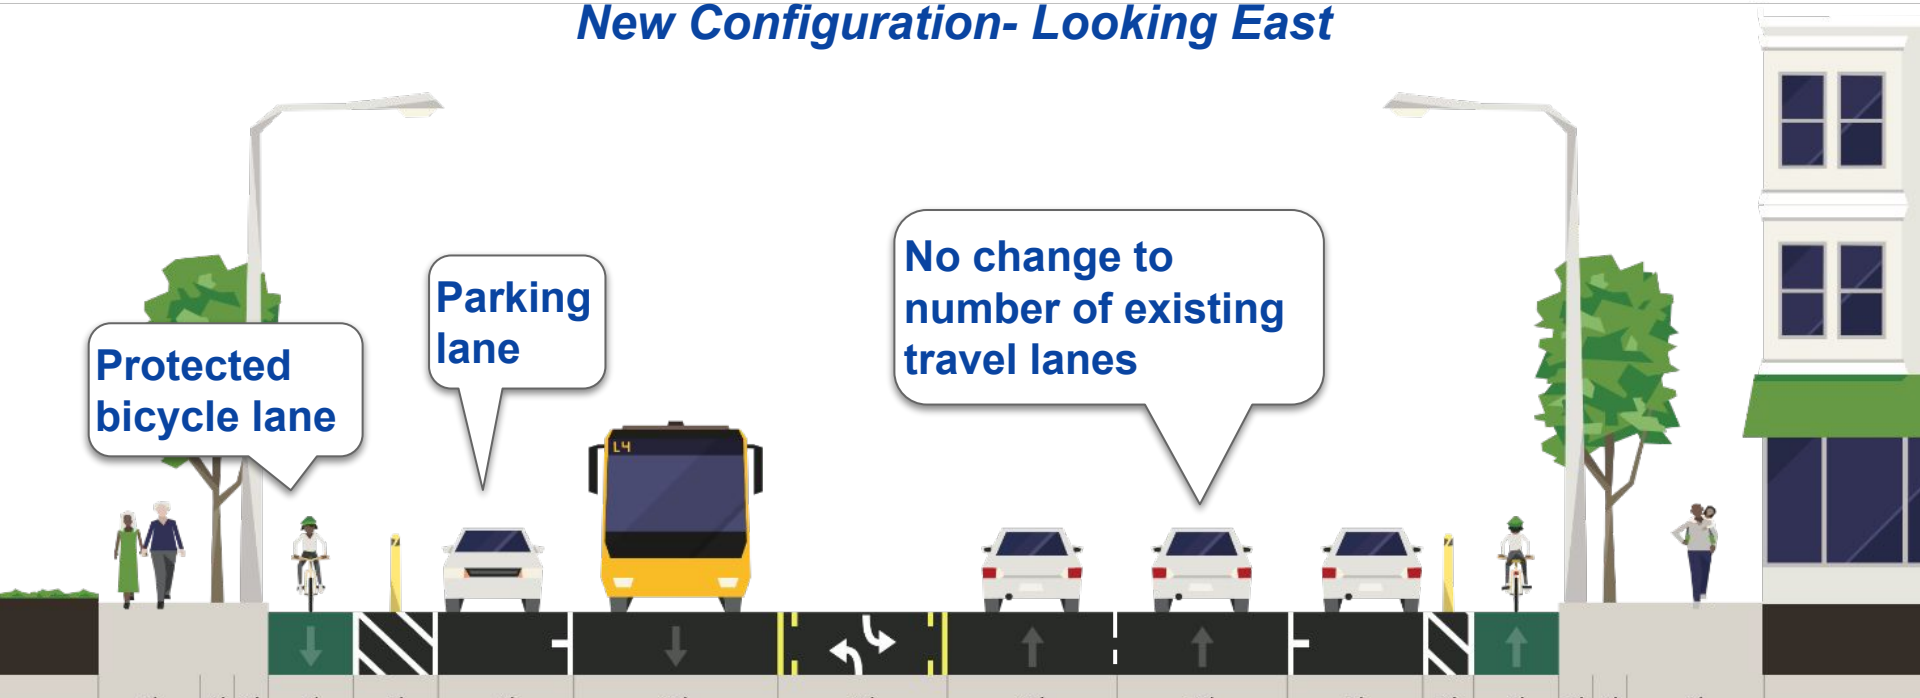 New Configuration- Looking East
No change to
number of existing
travel lanes
Parking
lane
Protected
bicycle lane
L4